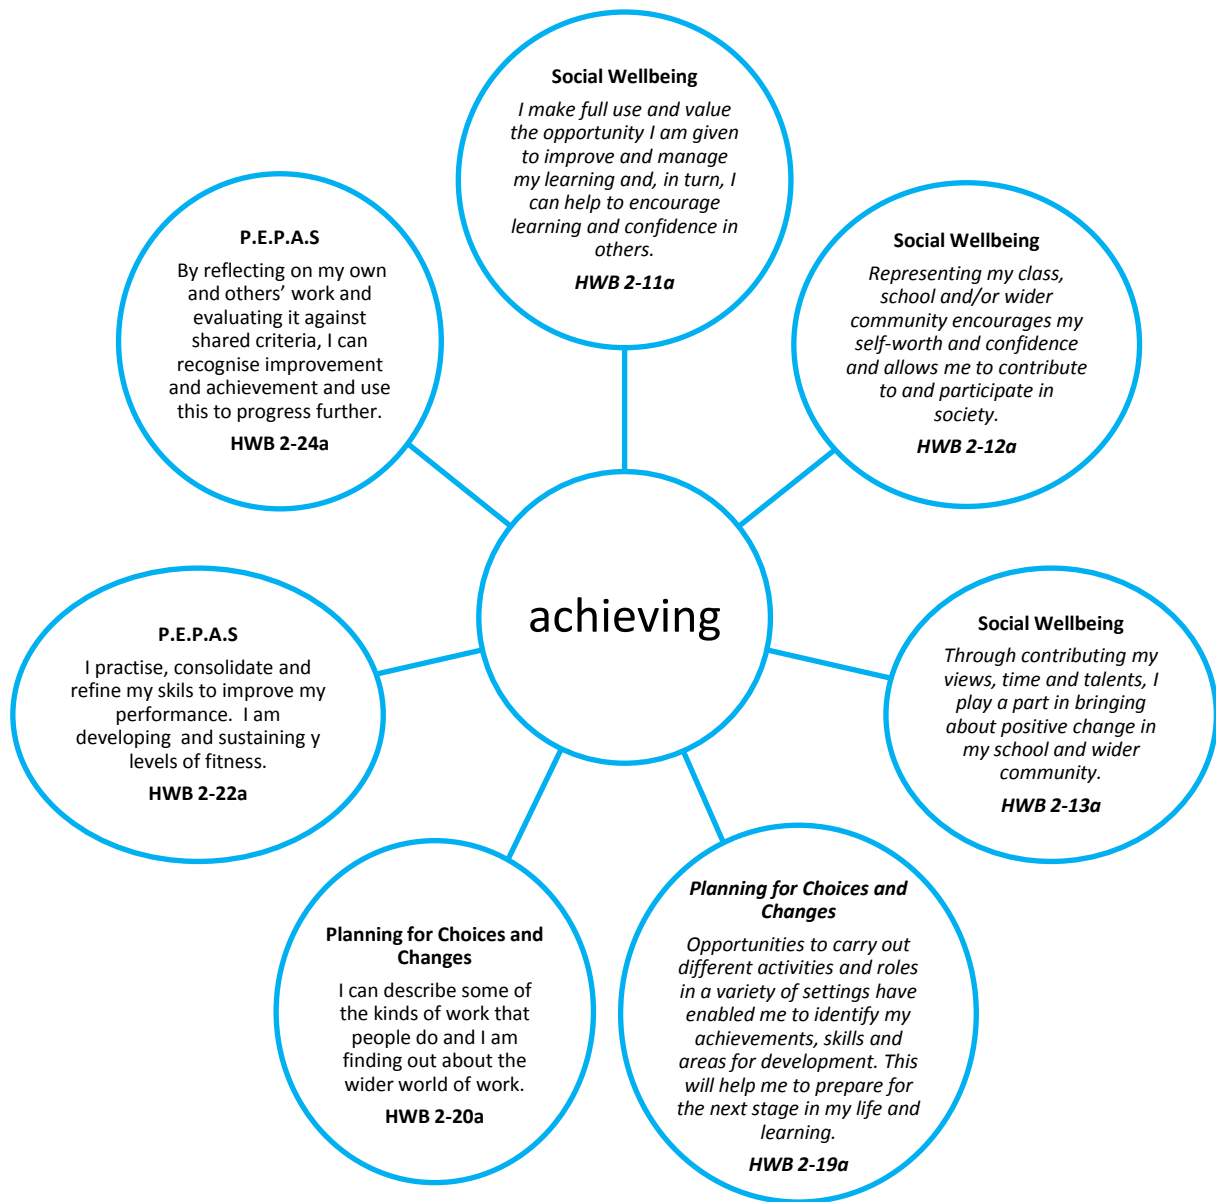 Social Wellbeing
I make full use and value
the opportunity I am given
to improve and manage
my learning and, in turn, I
can help to encourage
learning and confidence in
others.
HWB 2-11a
Social Wellbeing
Representing my class,
school and/or wider
community encourages my
self-worth and confidence
and allows me to contribute
to and participate in
society.
HWB 2-12a
Social Wellbeing
Through contributing my
views, time and talents, I
play a part in bringing
about positive change in
my school and wider
community.
HWB 2-13a
Planning for Choices and
Changes
Opportunities to carry out
different activities and roles
in a variety of settings have
enabled me to identify my
achievements, skills and
areas for development. This
will help me to prepare for
the next stage in my life and
learning.
HWB 2-19a
Planning for Choices and
Changes
I can describe some of
the kinds of work that
people do and I am
finding out about the
wider world of work.
HWB 2-20a
P.E.P.A.S
I practise, consolidate and
refine my skils to improve my
performance.  I am
developing  and sustaining y
levels of fitness.
HWB 2-22a
P.E.P.A.S
By reflecting on my own
and others’ work and
evaluating it against
shared criteria, I can
recognise improvement
and achievement and use
this to progress further.
HWB 2-24a
achieving